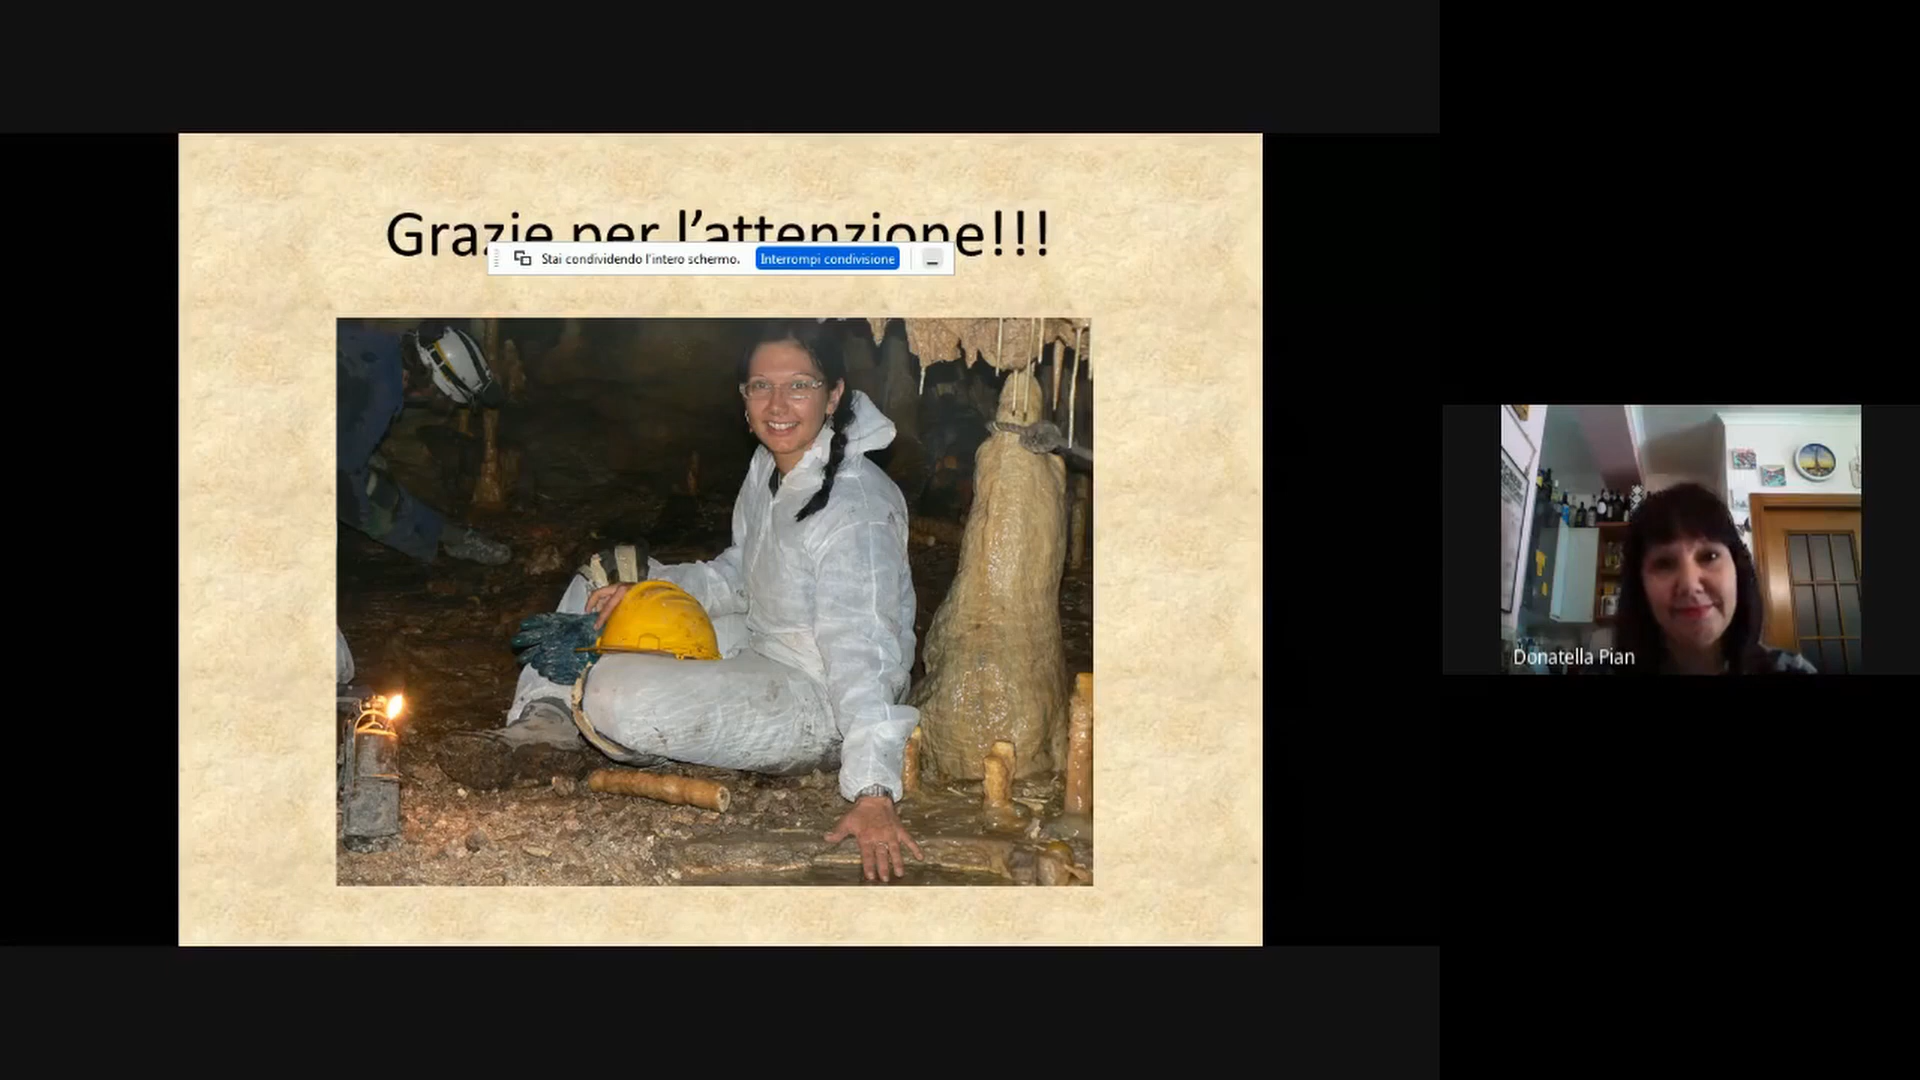 Grazie per l'attenzione!!!
Stai condividendo l'intero schermo. Interrompi condivisione
Donatella Pian